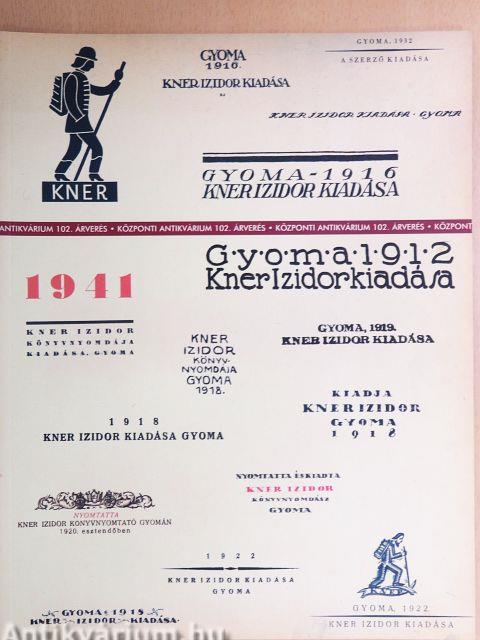 GYOMA
1916.
KNER IZIDOR KIADÁSA
GYOMA, 1932
A SZERZŐ KIADÁSA
KNER IZIDOR KIADÁSA · GYOMA
KNER
GYOMA-1916
KNER IZIDOR KIADÁSA
ANTIKVÁRIUM 102. ÁRVERÉS • KÖZPONTI ANTIKVÁRIUM 102. ÁRVERÉS • KÖZPONTI ANTIKVÁRIUM 102. ÁRVERÉS • KÖZPONT
G·y·o·m·a·1·9·1·2
Kner Izidor kiadása
1941
KNER IZIDOR
KÖNYVNYOMDÁJA
KIADÁSA, GYOMA
KNER
IZIDOR
KÖNYV-
NYOMDÁJA
GYOMA
1918.
GYOMA, 1919.
KNER IZIDOR KIADÁSA
KIADJA
KNER IZIDOR
GYOMA
1918
1918
KNER IZIDOR KIADÁSA GYOMA
NYOMTATTA ÉS KIADTA
KNER IZIDOR
KÖNYVNYOMDÁSZ
GYOMA
NYOMTATTA
KNER IZIDOR KÖNYVNYOMTATÓ GYOMÁN
1920. esztendőben
1922
KNER IZIDOR KIADÁSA
GYOMA
GYOMA, 1922
KNER IZIDOR KIADÁSA
GYOMA 1918
KNER IZIDOR KIADÁSA·
Antikvárium.hu